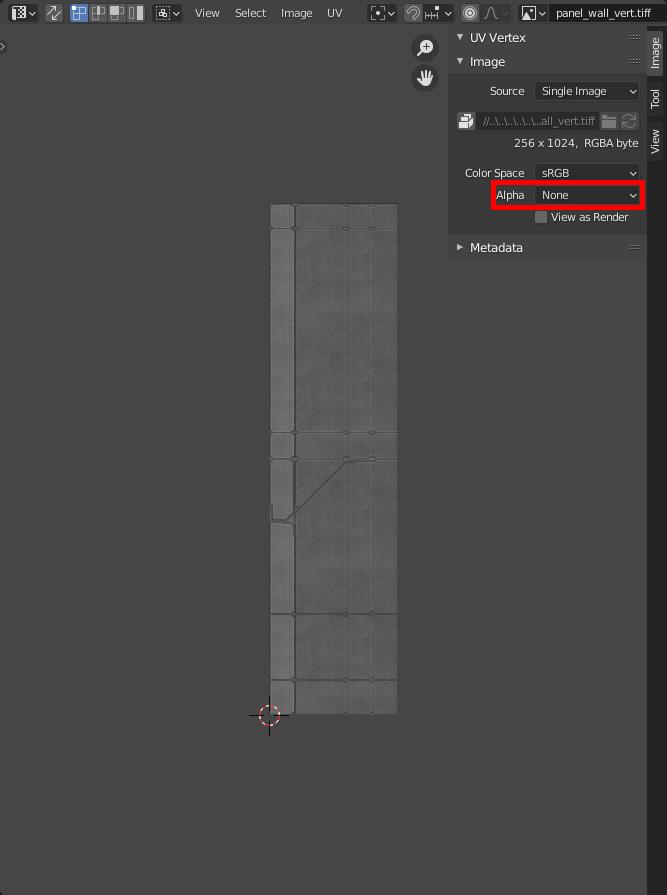 View Select Image UV panel_wall_vert.tiff
UV Vertex
Image
Source Single Image
//..\..\..\..\..\..all_vert.tiff
256 x 1024, RGBA byte
Color Space sRGB
Alpha None
View as Render
Metadata
Image
Tool
View